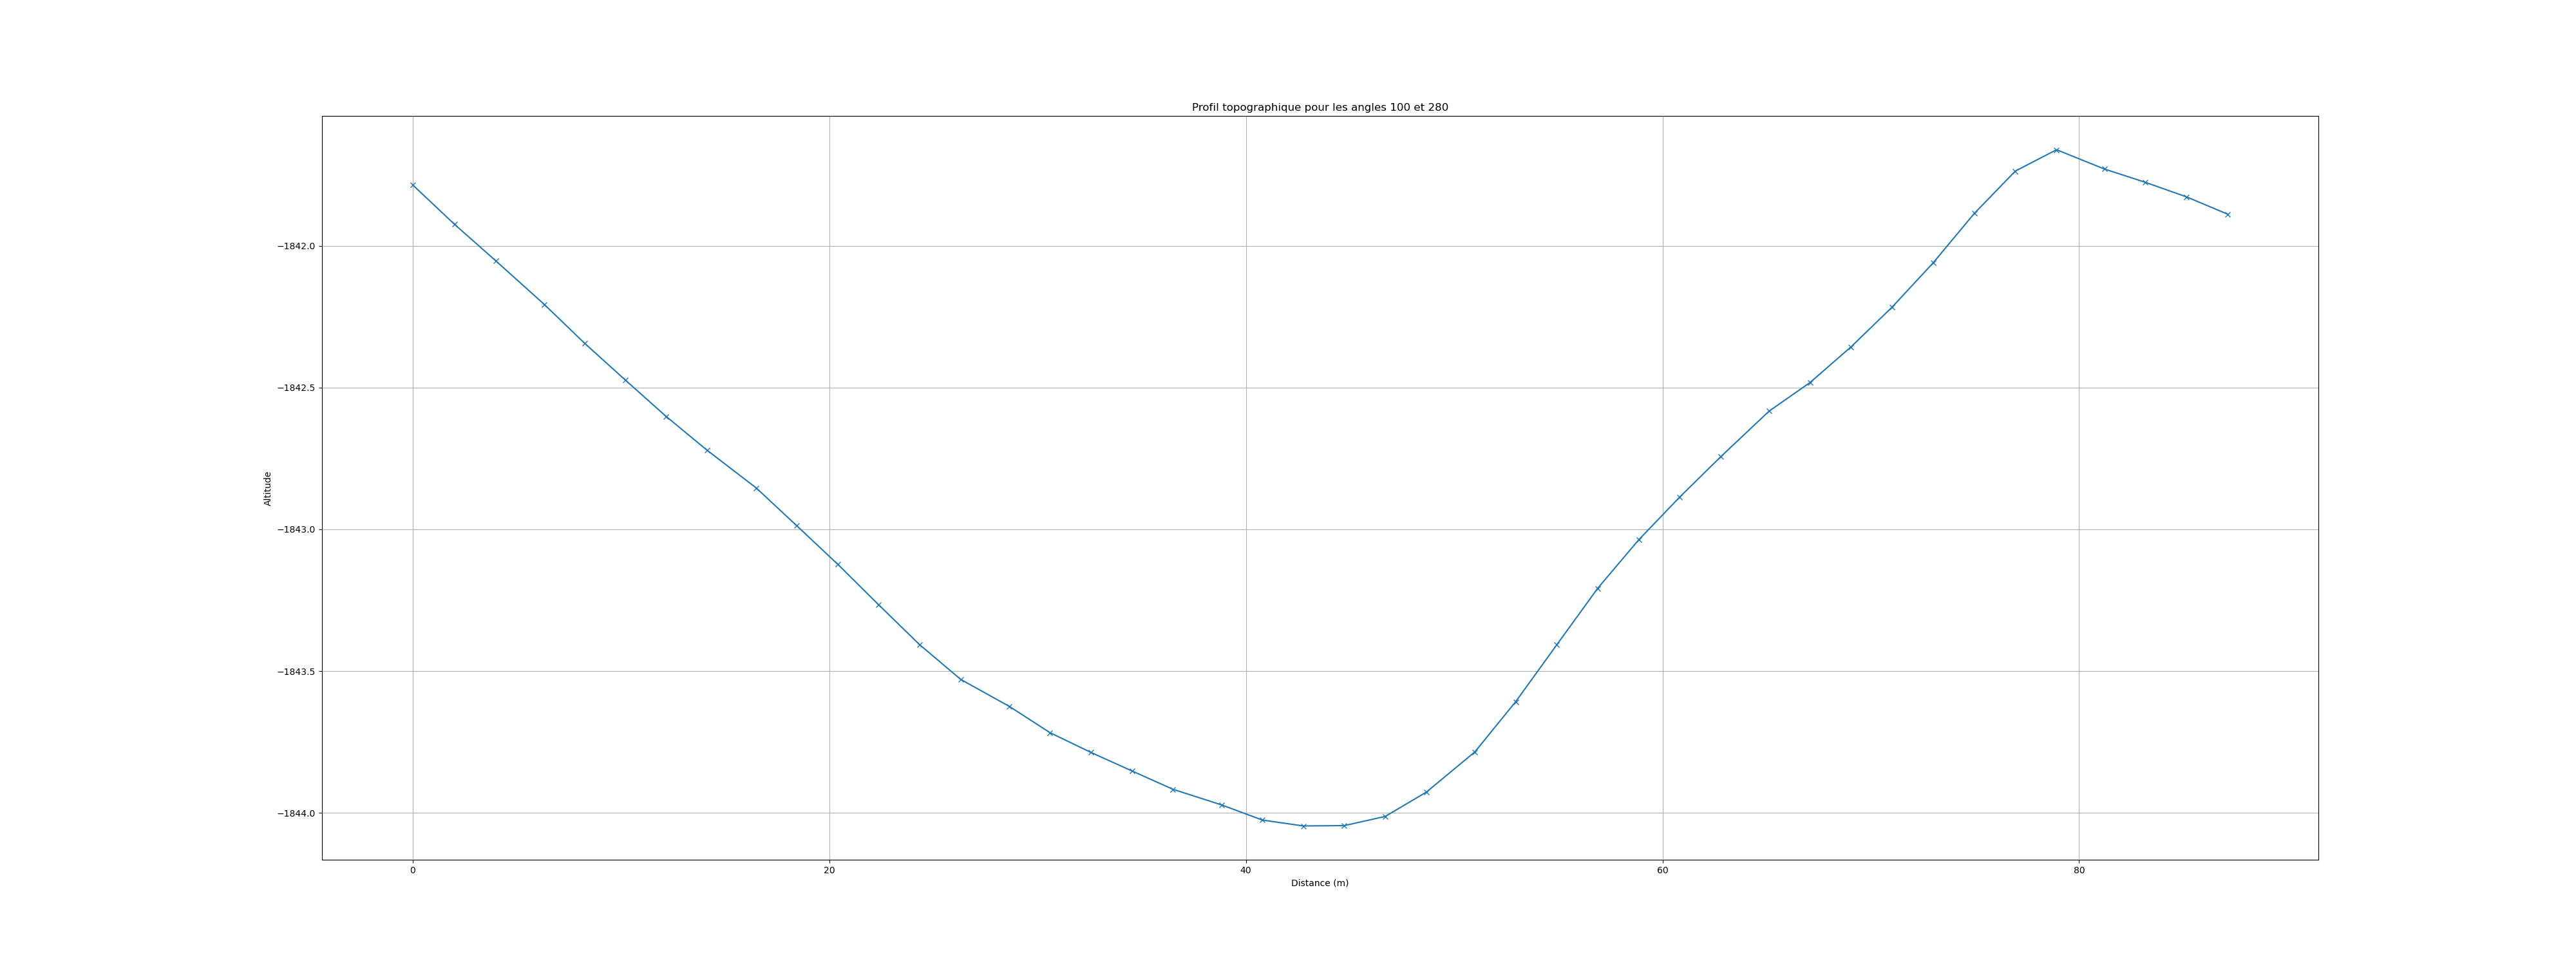 Profil topographique pour les angles 100 et 280
Altitude
−1842.0
−1842.5
−1843.0
−1843.5
−1844.0
0 20 40 60 80
Distance (m)